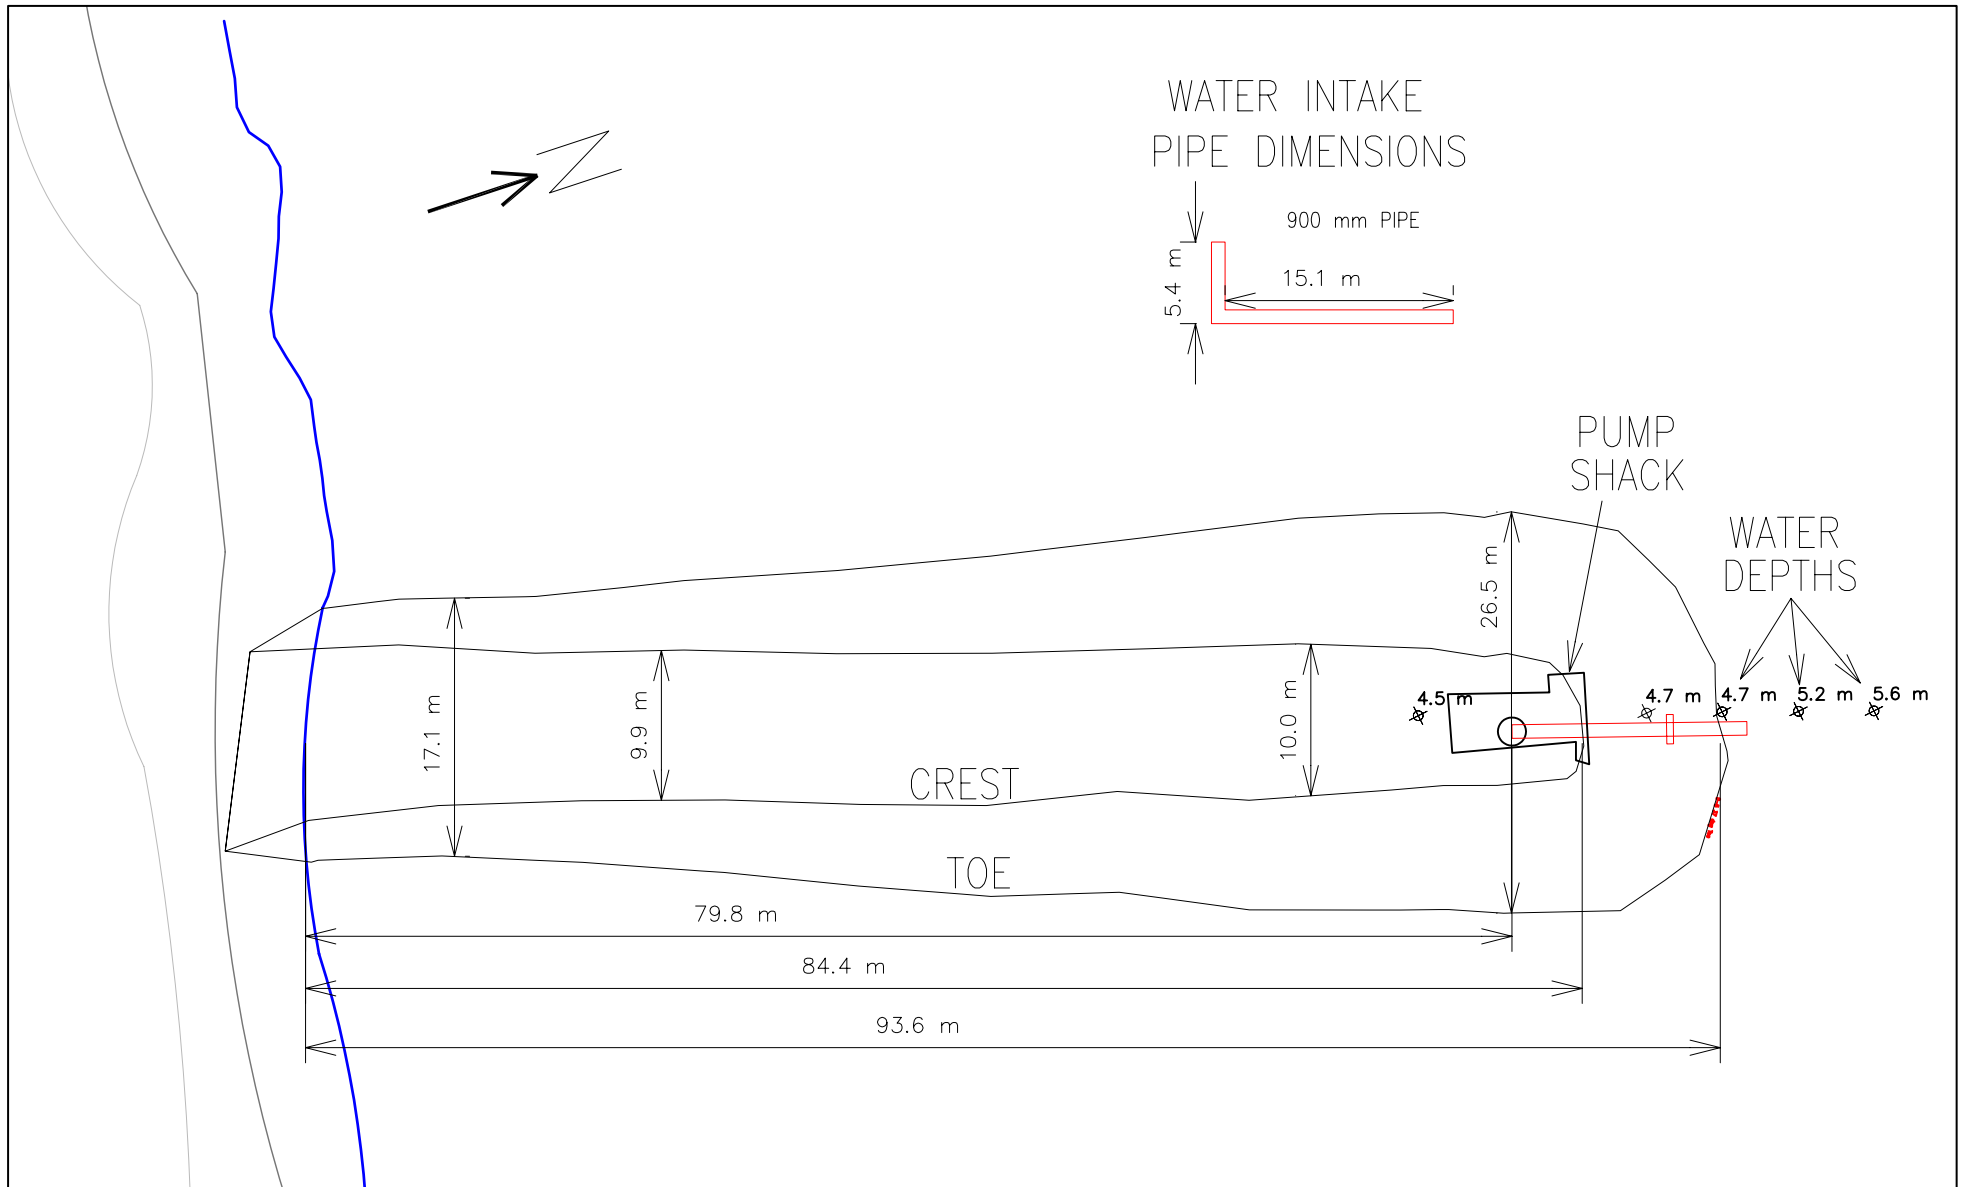 WATER INTAKE
PIPE DIMENSIONS
900 mm PIPE
5.4 m
15.1 m
N
PUMP
SHACK
WATER
DEPTHS
26.5 m
4.5 m
4.7 m
4.7 m
5.2 m
5.6 m
17.1 m
9.9 m
10.0 m
CREST
TOE
79.8 m
84.4 m
93.6 m